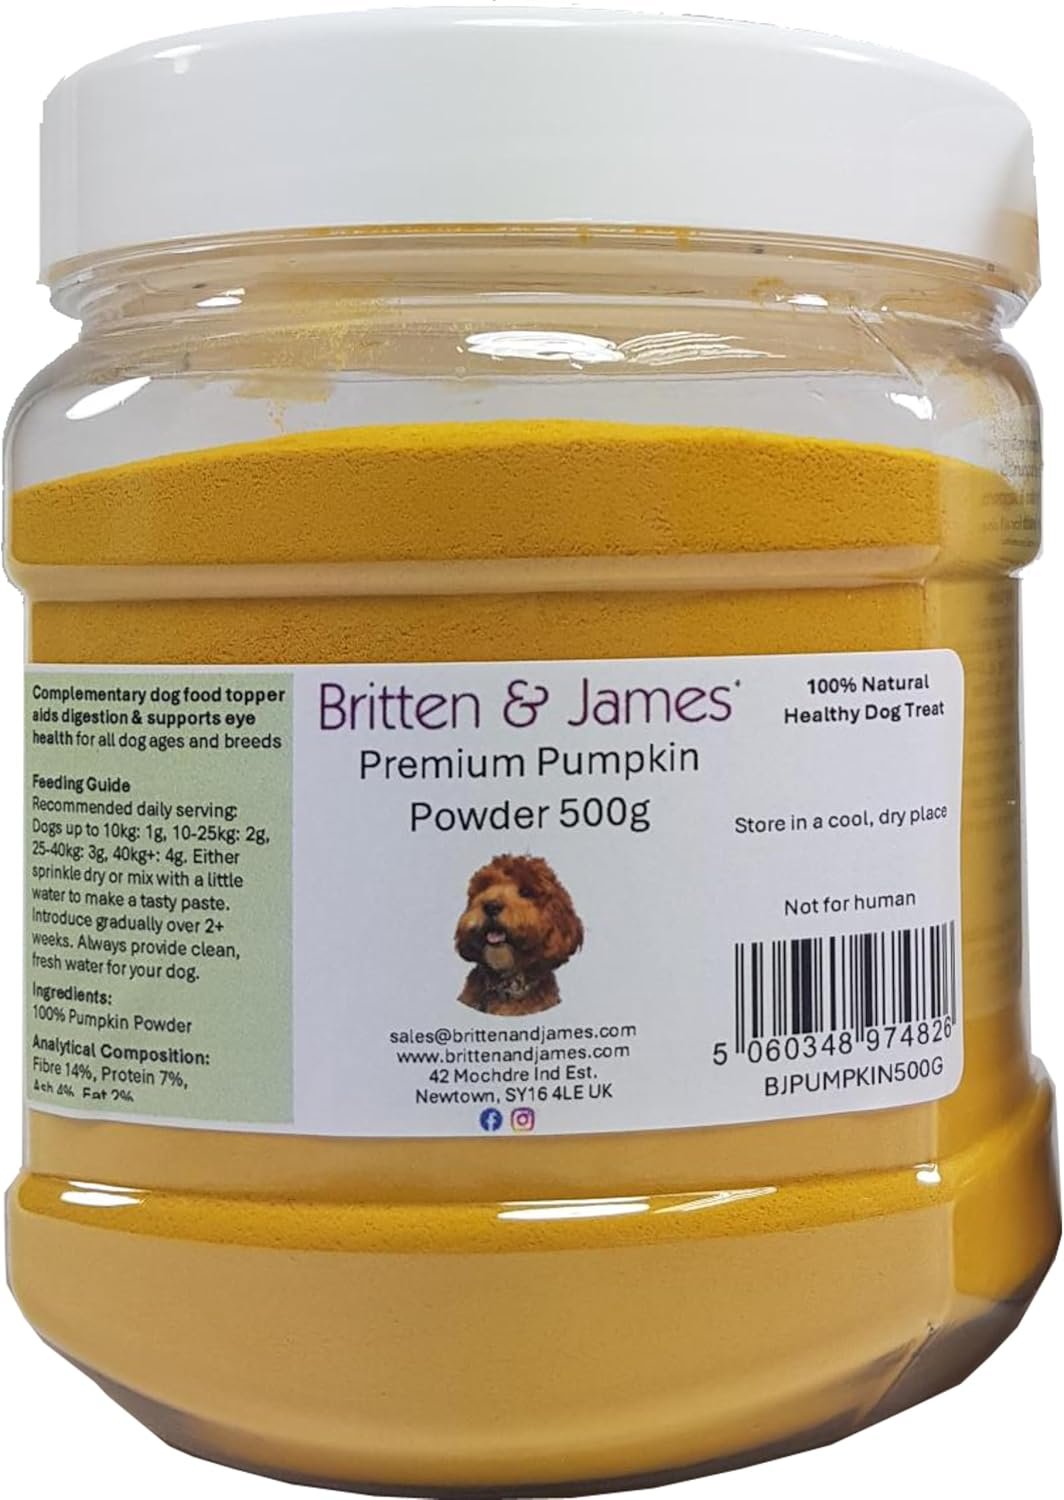 Complementary dog food topper
aids digestion & supports eye
health for all dog ages and breeds
Feeding Guide
Recommended daily serving:
Dogs up to 10kg: 1g, 10-25kg: 2g,
25-40kg: 3g, 40kg+: 4g. Either
sprinkle dry or mix with a little
water to make a tasty paste.
Introduce gradually over 2+
weeks. Always provide clean,
fresh water for your dog.
Ingredients:
100% Pumpkin Powder
Analytical Composition:
Fibre 14%, Protein 7%,
Ash 4%, Fat 2%
Britten & James
Premium Pumpkin
Powder 500g
sales@brittenandjames.com
www.brittenandjames.com
42 Mochdre Ind Est.
Newtown, SY16 4LE UK
100% Natural
Healthy Dog Treat
Store in a cool, dry place
Not for human
5 060348 974826
BJPUMPKIN500G